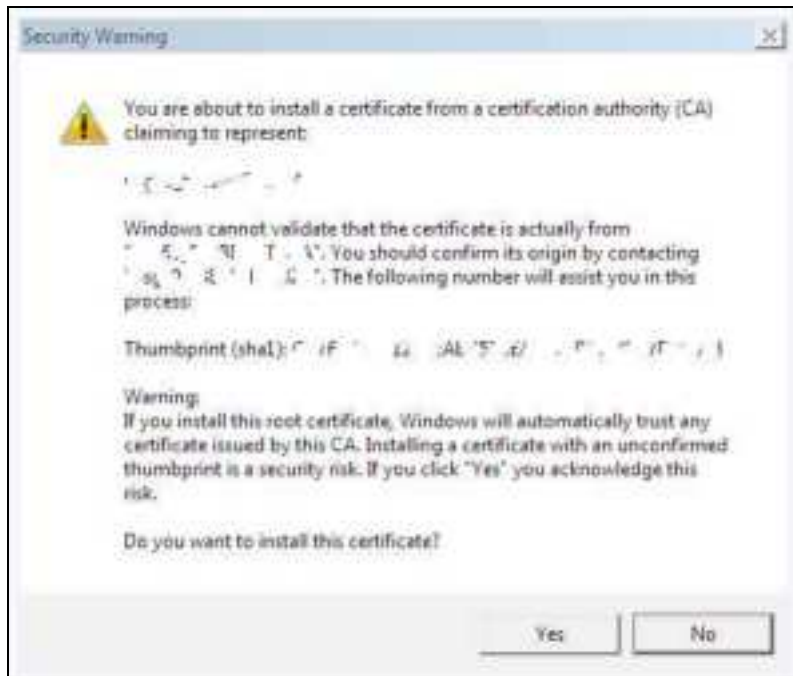 Security Warning
You are about to install a certificate from a certification authority (CA)
claiming to represent:
Windows cannot validate that the certificate is actually from
You should confirm its origin by contacting
The following number will assist you in this
process:
Thumbprint (sha1):
Warning:
If you install this root certificate, Windows will automatically trust any
certificate issued by this CA. Installing a certificate with an unconfirmed
thumbprint is a security risk. If you click "Yes" you acknowledge this
risk.
Do you want to install this certificate?
Yes
No